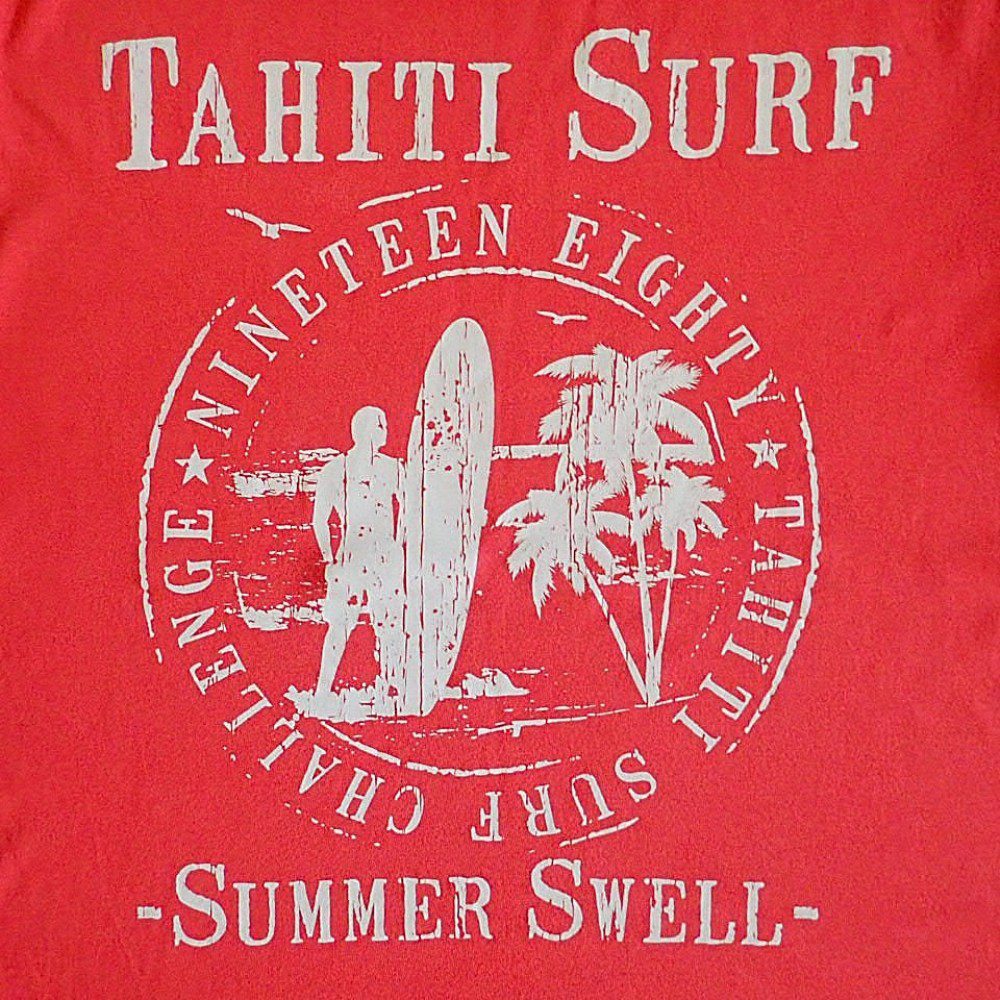 TAHITI SURF
★ NINETEEN EIGHTY ★ TAHITI SURF CHALLENGE
-SUMMER SWELL-